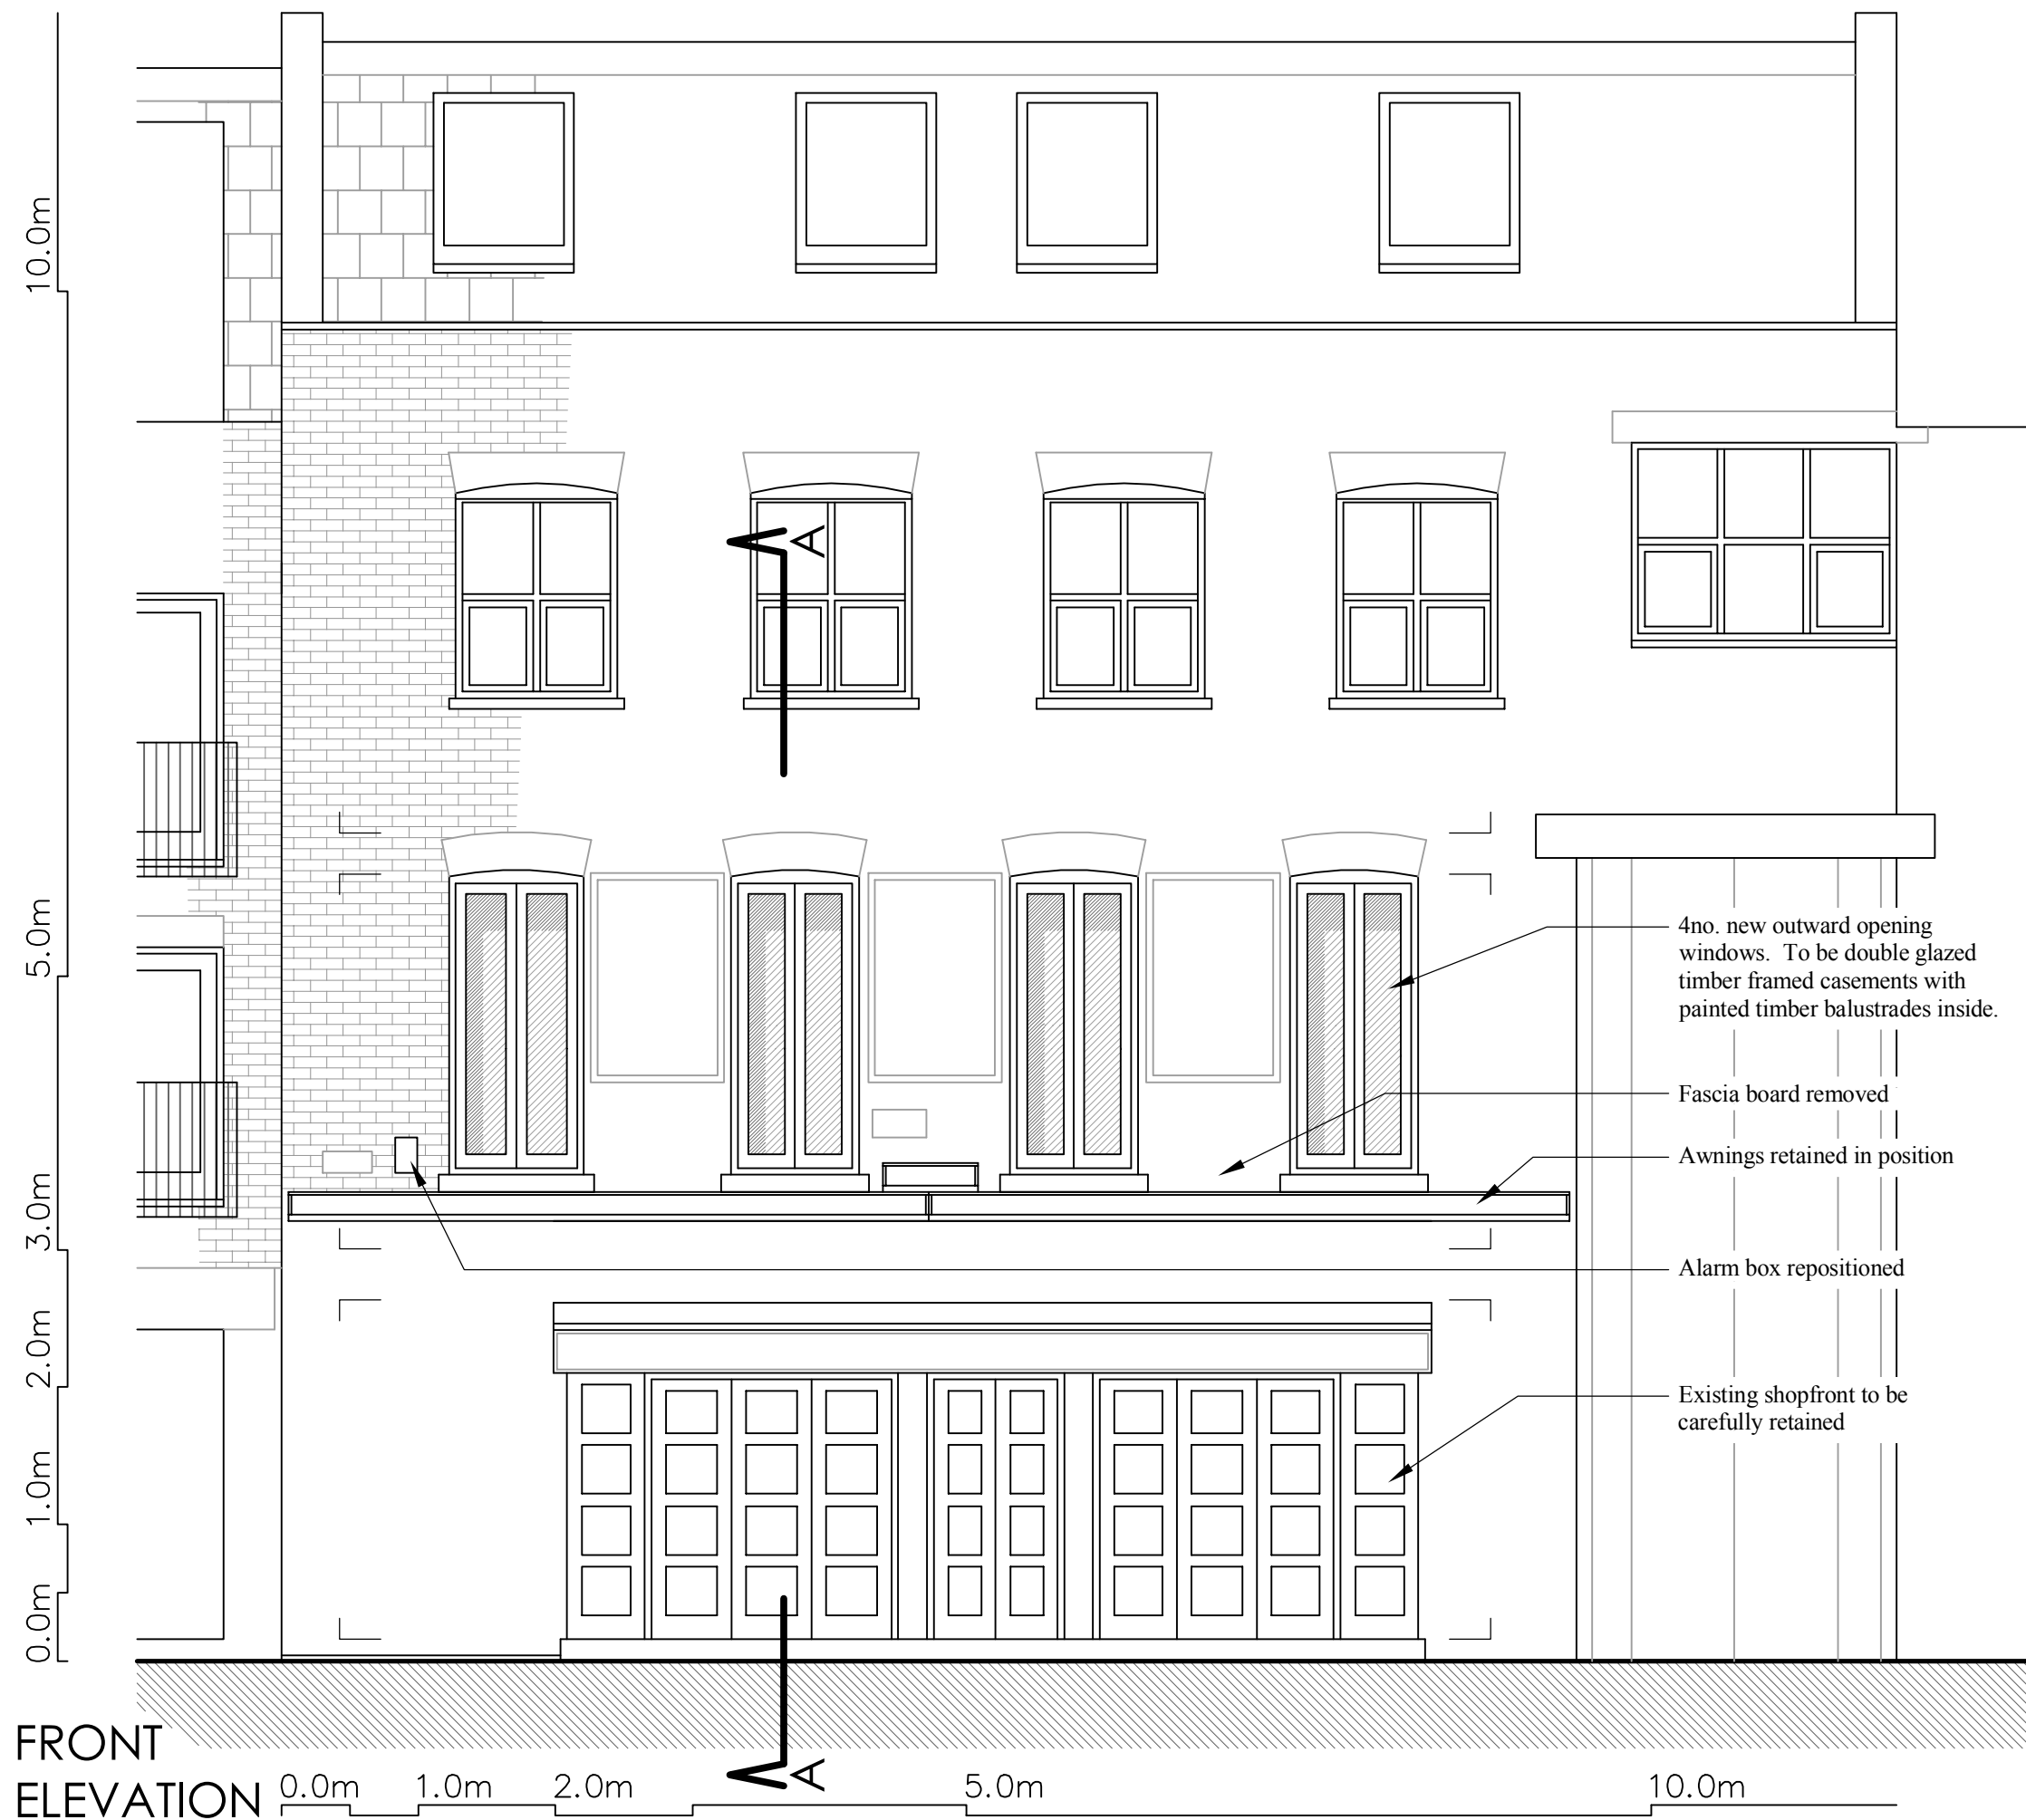 10.0m
5.0m
3.0m
2.0m
1.0m
0.0m
A
4no. new outward opening
windows. To be double glazed
timber framed casements with
painted timber balustrades inside.
Fascia board removed
Awnings retained in position
Alarm box repositioned
Existing shopfront to be
carefully retained
A
FRONT
ELEVATION
0.0m 1.0m 2.0m 5.0m 10.0m